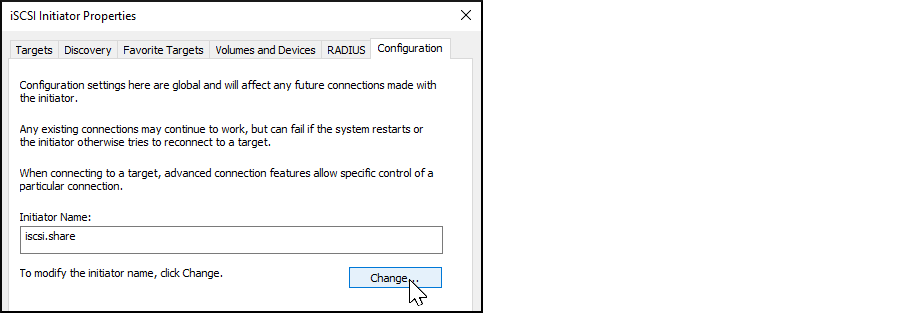 iSCSI Initiator Properties
Targets Discovery Favorite Targets Volumes and Devices RADIUS Configuration
Configuration settings here are global and will affect any future connections made with
the initiator.
Any existing connections may continue to work, but can fail if the system restarts or
the initiator otherwise tries to reconnect to a target.
When connecting to a target, advanced connection features allow specific control of a
particular connection.
Initiator Name:
iscsi.share
To modify the initiator name, click Change.
Change...